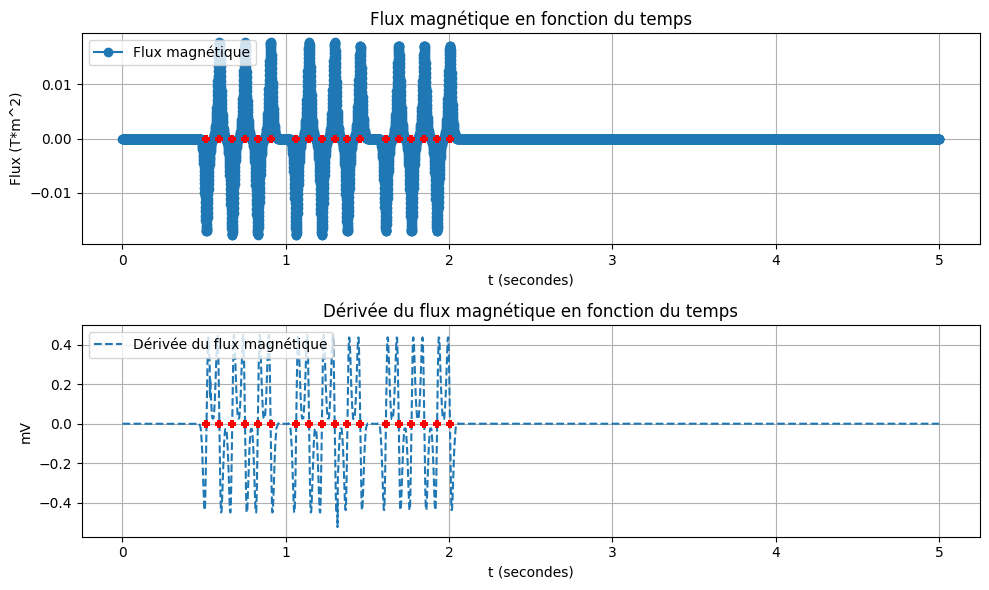 Flux magnétique en fonction du temps
Flux magnétique
Flux (T*m^2)
0.01
0.00
−0.01
0 1 2 3 4 5
t (secondes)
Dérivée du flux magnétique en fonction du temps
Dérivée du flux magnétique
mV
0.4
0.2
0.0
−0.2
−0.4
0 1 2 3 4 5
t (secondes)